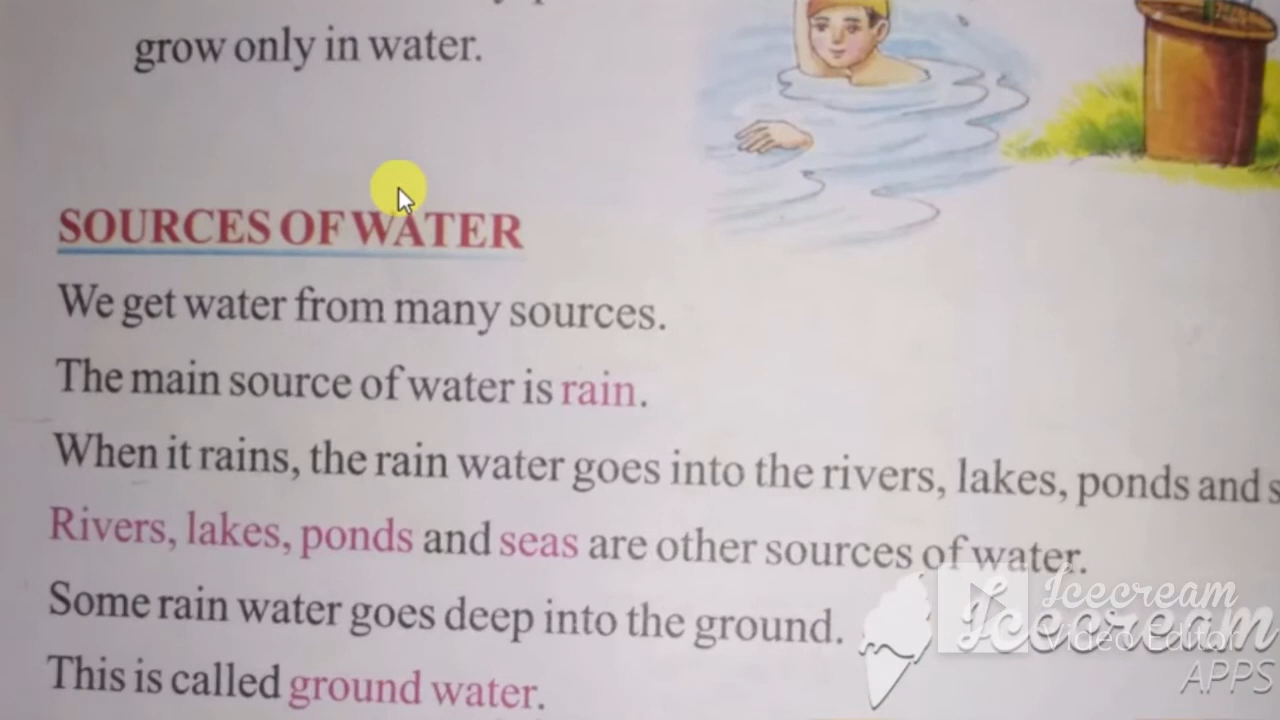 grow only in water.
SOURCES OF WATER
We get water from many sources.
The main source of water is rain.
When it rains, the rain water goes into the rivers, lakes, ponds and s
Rivers, lakes, ponds and seas are other sources of water.
Some rain water goes deep into the ground.
This is called ground water.
Icecream
Video Editor
Icecream
APPS